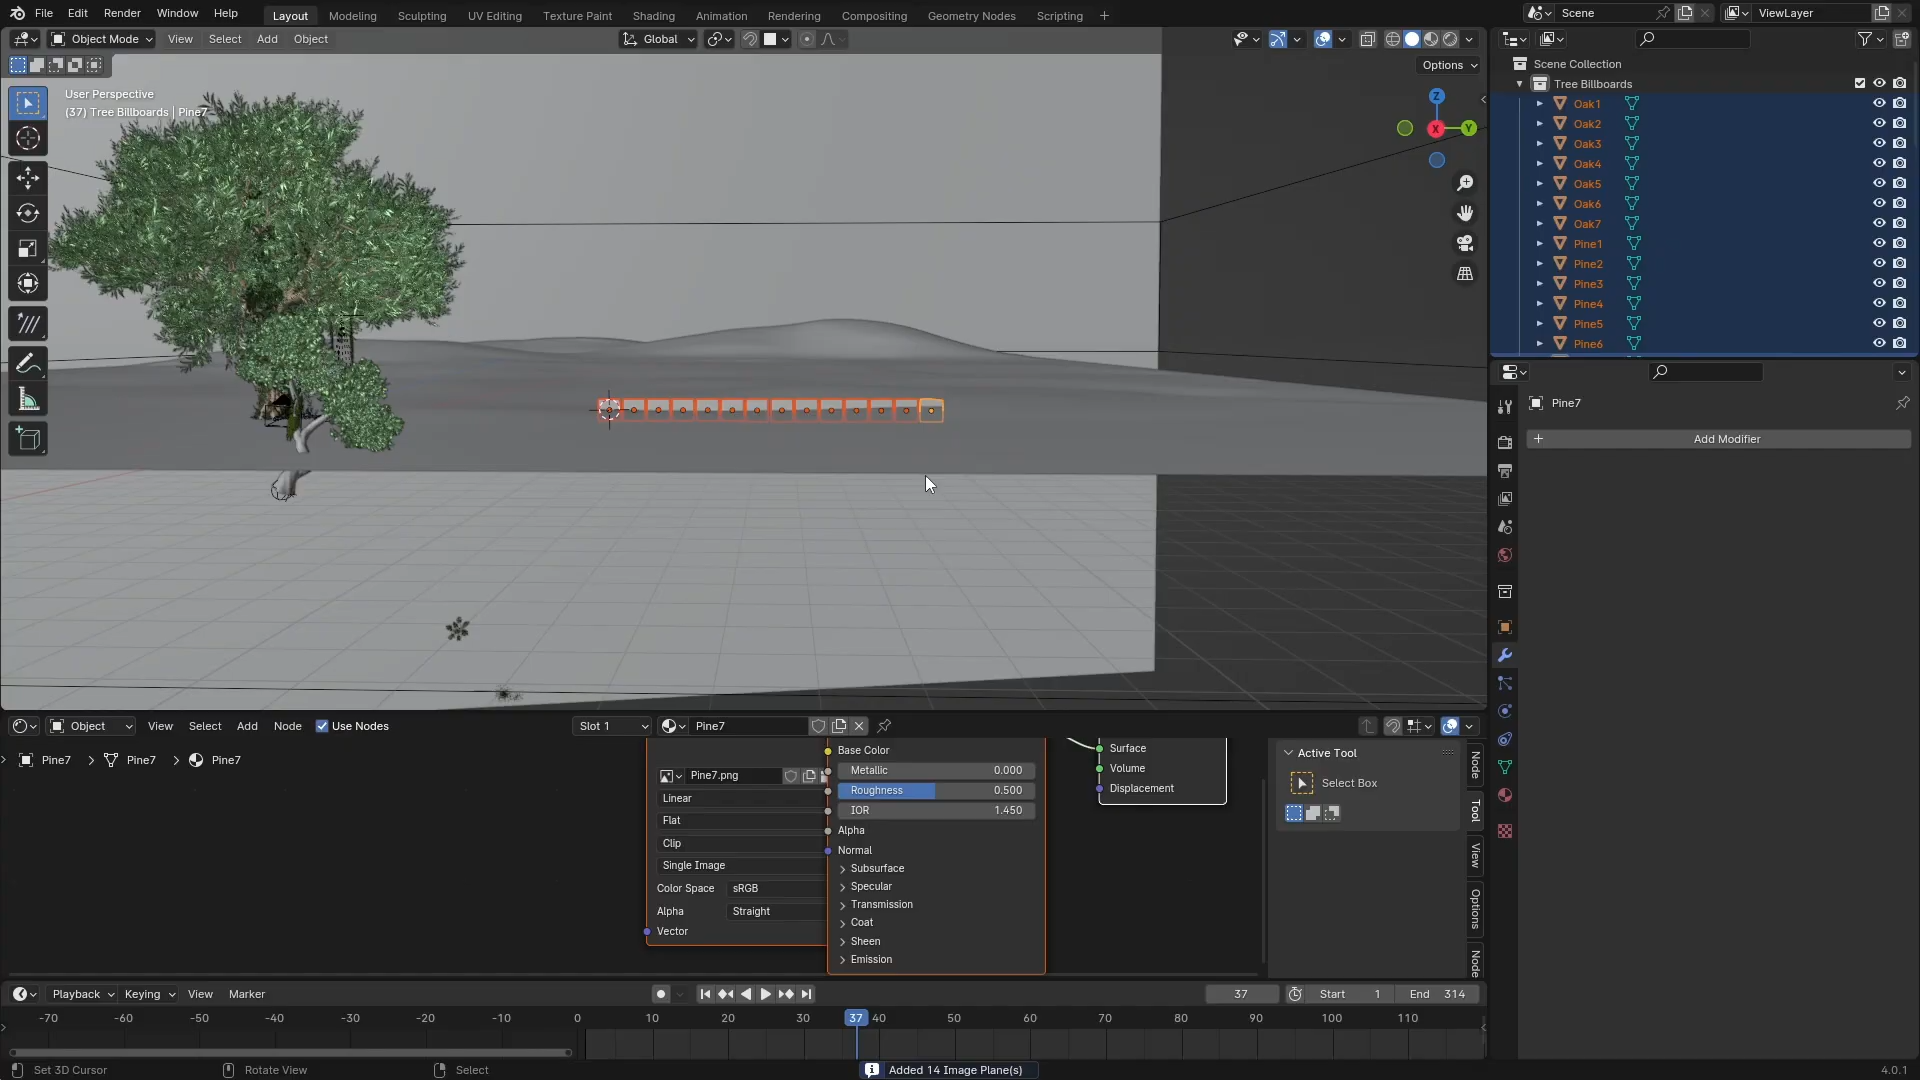 File Edit Render Window Help
Layout Modeling Sculpting UV Editing Texture Paint Shading Animation Rendering Compositing Geometry Nodes Scripting +
Scene
ViewLayer
Object Mode View Select Add Object
Global
Options
User Perspective
(37) Tree Billboards | Pine7
Z
X
Y
Scene Collection
Tree Billboards
Oak1
Oak2
Oak3
Oak4
Oak5
Oak6
Oak7
Pine1
Pine2
Pine3
Pine4
Pine5
Pine6
Pine7
+ Add Modifier
Object View Select Add Node Use Nodes
Slot 1
Pine7
Pine7 > Pine7 > Pine7
Pine7.png
Linear
Flat
Clip
Single Image
Color Space sRGB
Alpha Straight
Vector
Base Color
Metallic 0.000
Roughness 0.500
IOR 1.450
Alpha
Normal
Subsurface
Specular
Transmission
Coat
Sheen
Emission
Surface
Volume
Displacement
Active Tool
Select Box
Node
Tool
View
Options
Node
Playback Keying View Marker
37
Start 1
End 314
-70 -60 -50 -40 -30 -20 -10 0 10 20 30 37 40 50 60 70 80 90 100 110
Set 3D Cursor
Rotate View
Select
Added 14 Image Plane(s)
4.0.1